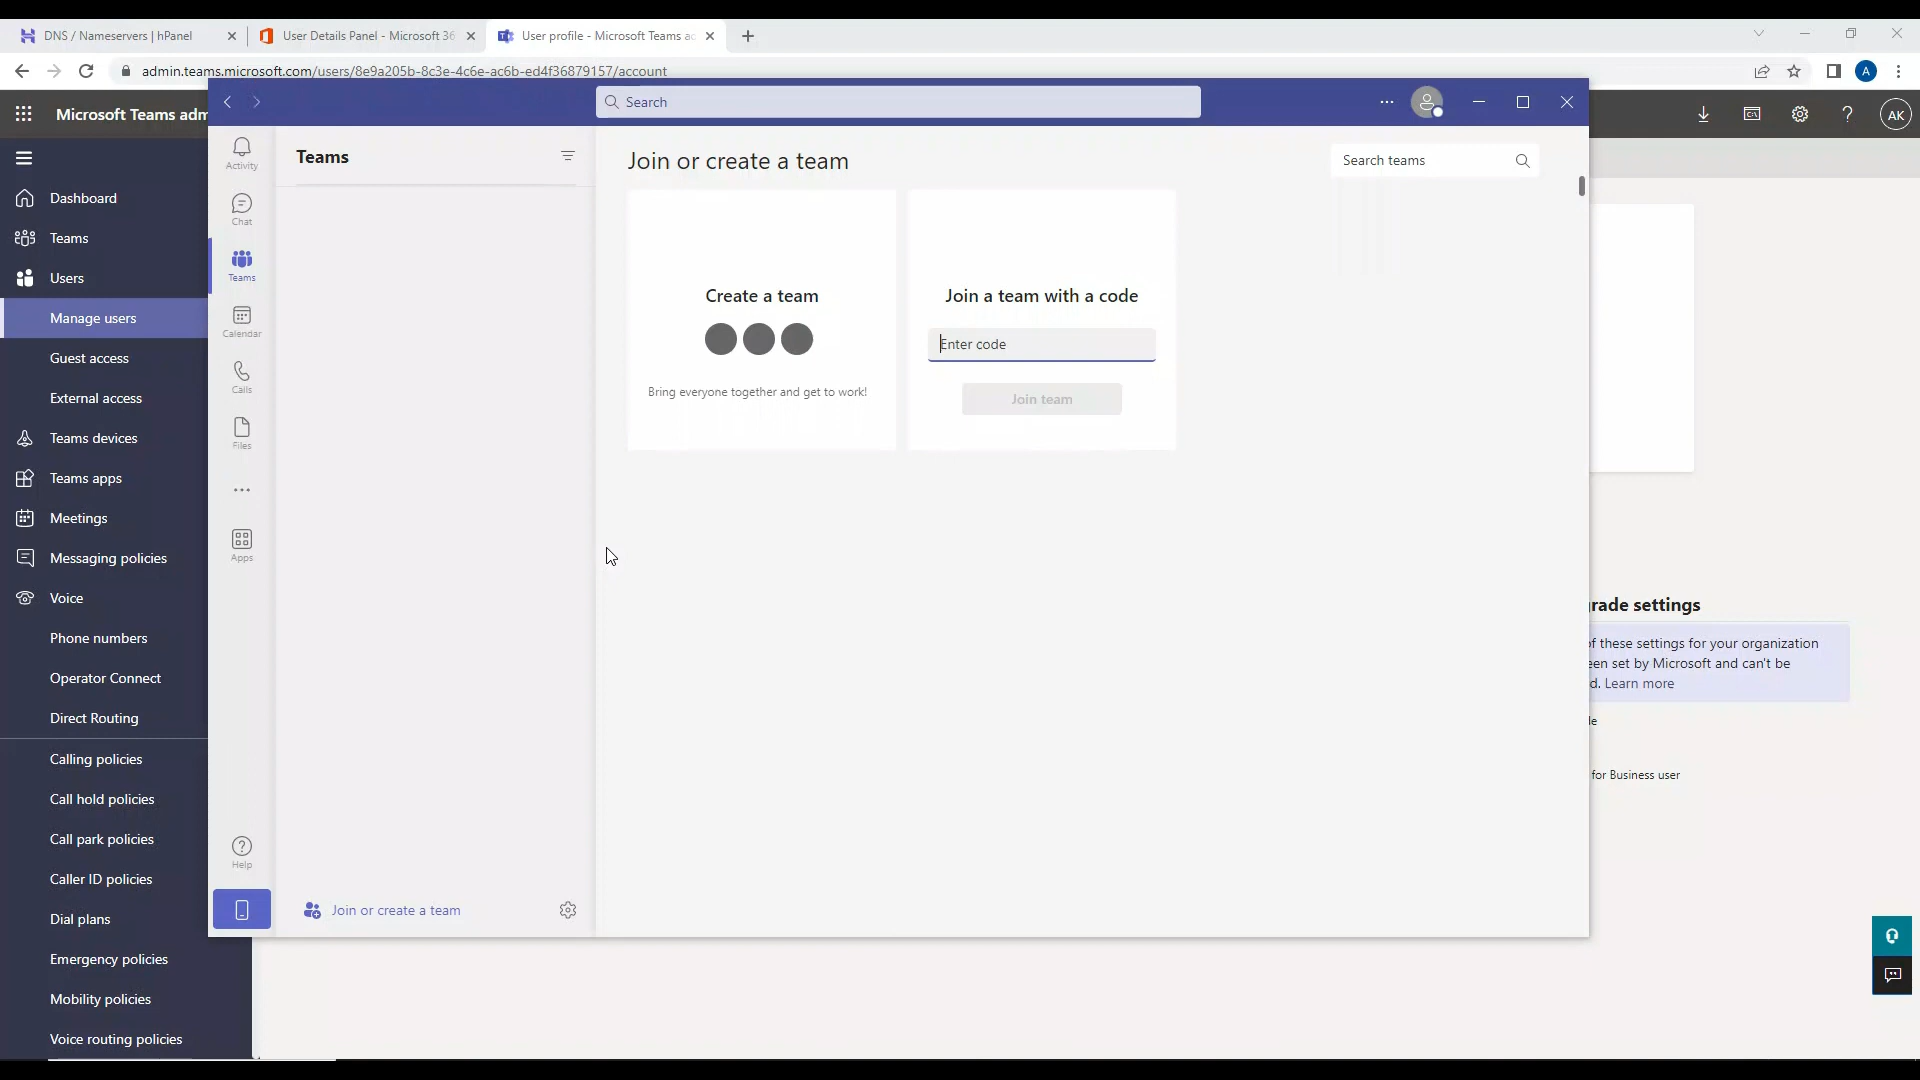 DNS / Nameservers | hPanel
User Details Panel - Microsoft 36
User profile - Microsoft Teams ad
admin.teams.microsoft.com/users/8e9a205b-8c3e-4c6e-ac6b-ed4f36879157/account
A
Microsoft Teams adm
Search
AK
Dashboard
Teams
Users
Manage users
Guest access
External access
Teams devices
Teams apps
Meetings
Messaging policies
Voice
Phone numbers
Operator Connect
Direct Routing
Calling policies
Call hold policies
Call park policies
Caller ID policies
Dial plans
Emergency policies
Mobility policies
Voice routing policies
Activity
Chat
Teams
Calendar
Calls
Files
Apps
Help
Teams
Join or create a team
Join or create a team
Search teams
Create a team
Bring everyone together and get to work!
Join a team with a code
Enter code
Join team
rade settings
of these settings for your organization
een set by Microsoft and can't be
d. Learn more
le
for Business user